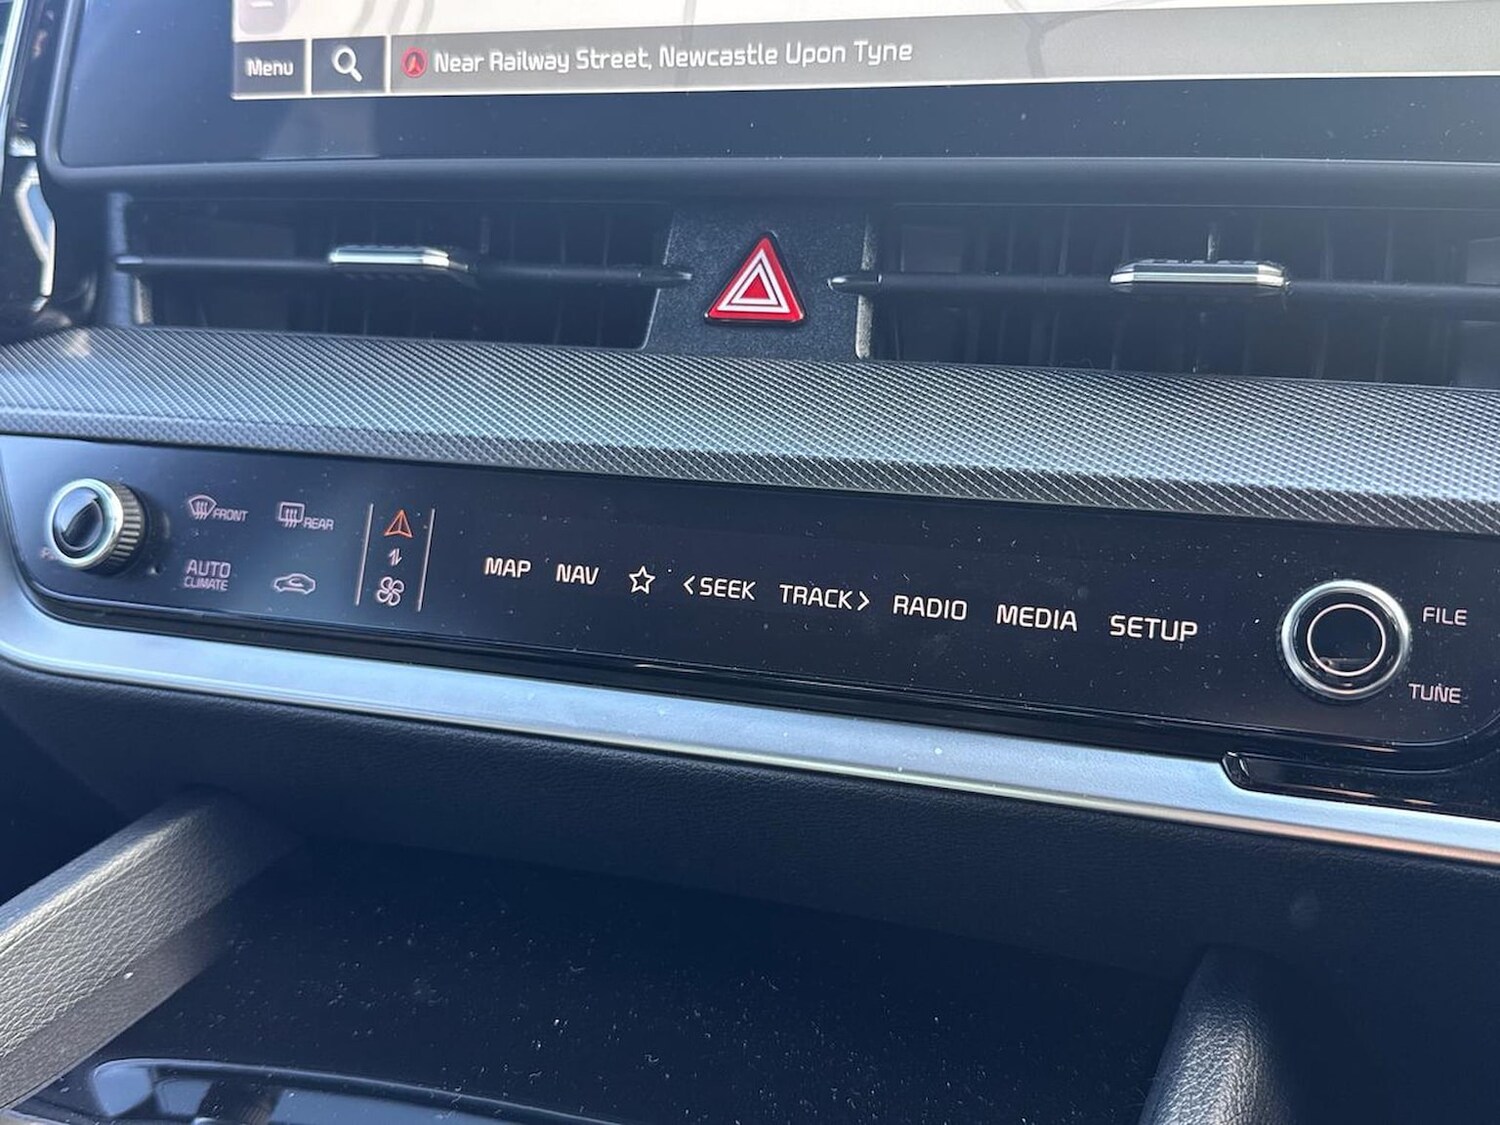 Menu
Near Railway Street, Newcastle Upon Tyne
FRONT
REAR
AUTO
CLIMATE
MAP NAV <SEEK TRACK> RADIO MEDIA SETUP
FILE
TUNE